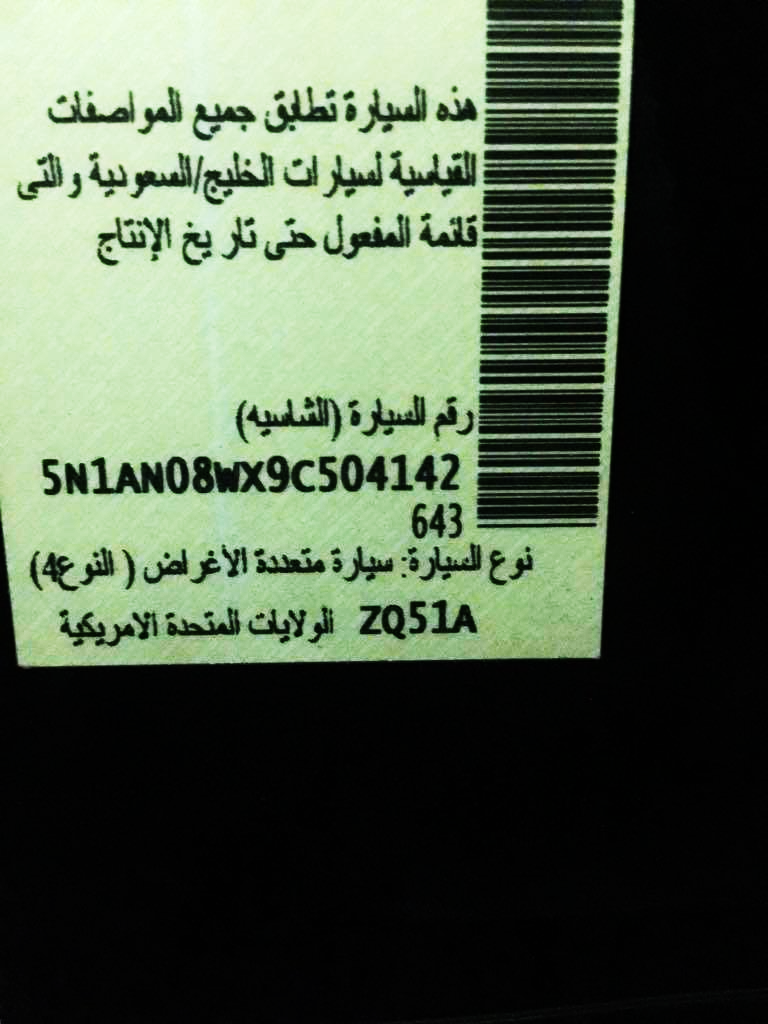 هذه السيارة تطابق جميع المواصفات
القياسية لسيارات الخليج/السعودية والتى
قائمة المفعول حتى تاريخ الإنتاج
رقم السيارة (الشاسيه)
5N1AN08WX9C504142
643
نوع السيارة: سيارة متعددة الأغراض ( النوع4)
ZQ51A الولايات المتحدة الامريكية